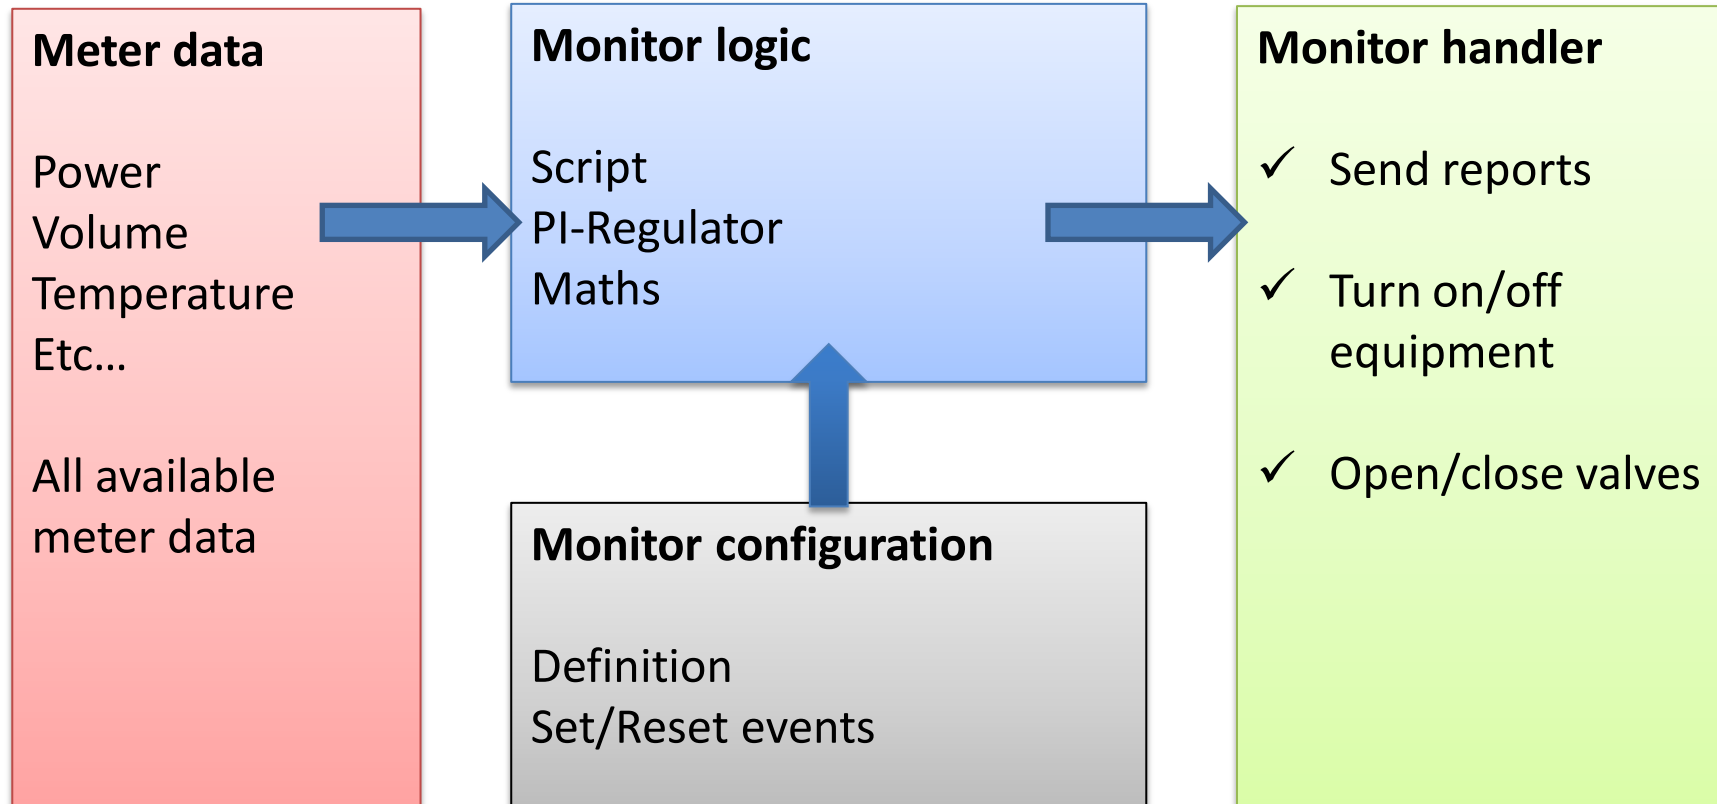 Meter data
Power
Volume
Temperature
Etc...
All available
meter data
Monitor logic
Script
PI-Regulator
Maths
Monitor configuration
Definition
Set/Reset events
Monitor handler
✓ Send reports
✓ Turn on/off
equipment
✓ Open/close valves